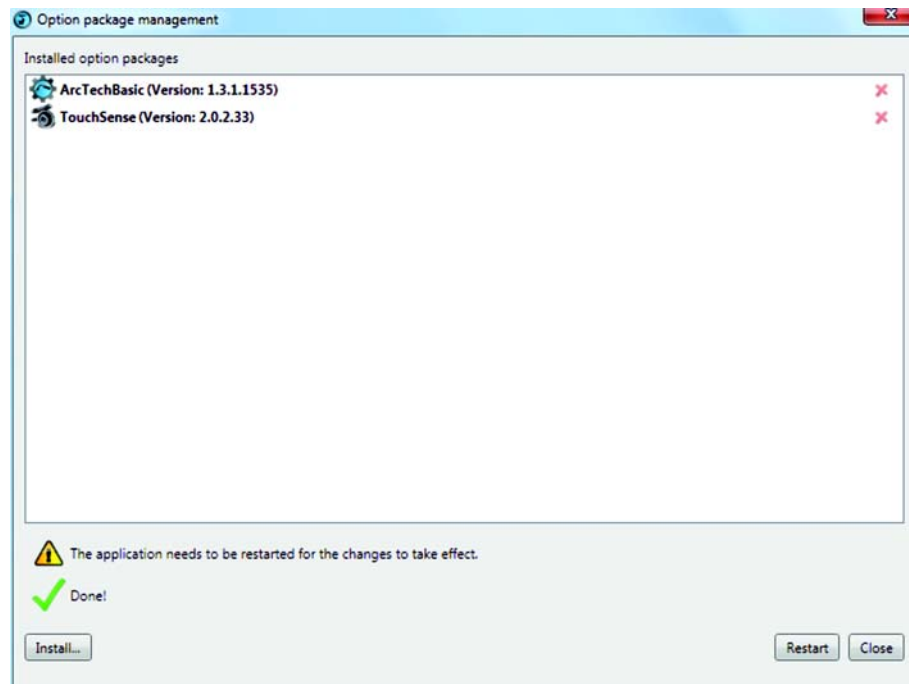 Option package management
Installed option packages
ArcTechBasic (Version: 1.3.1.1535)
TouchSense (Version: 2.0.2.33)
The application needs to be restarted for the changes to take effect.
Done!
Install... Restart Close